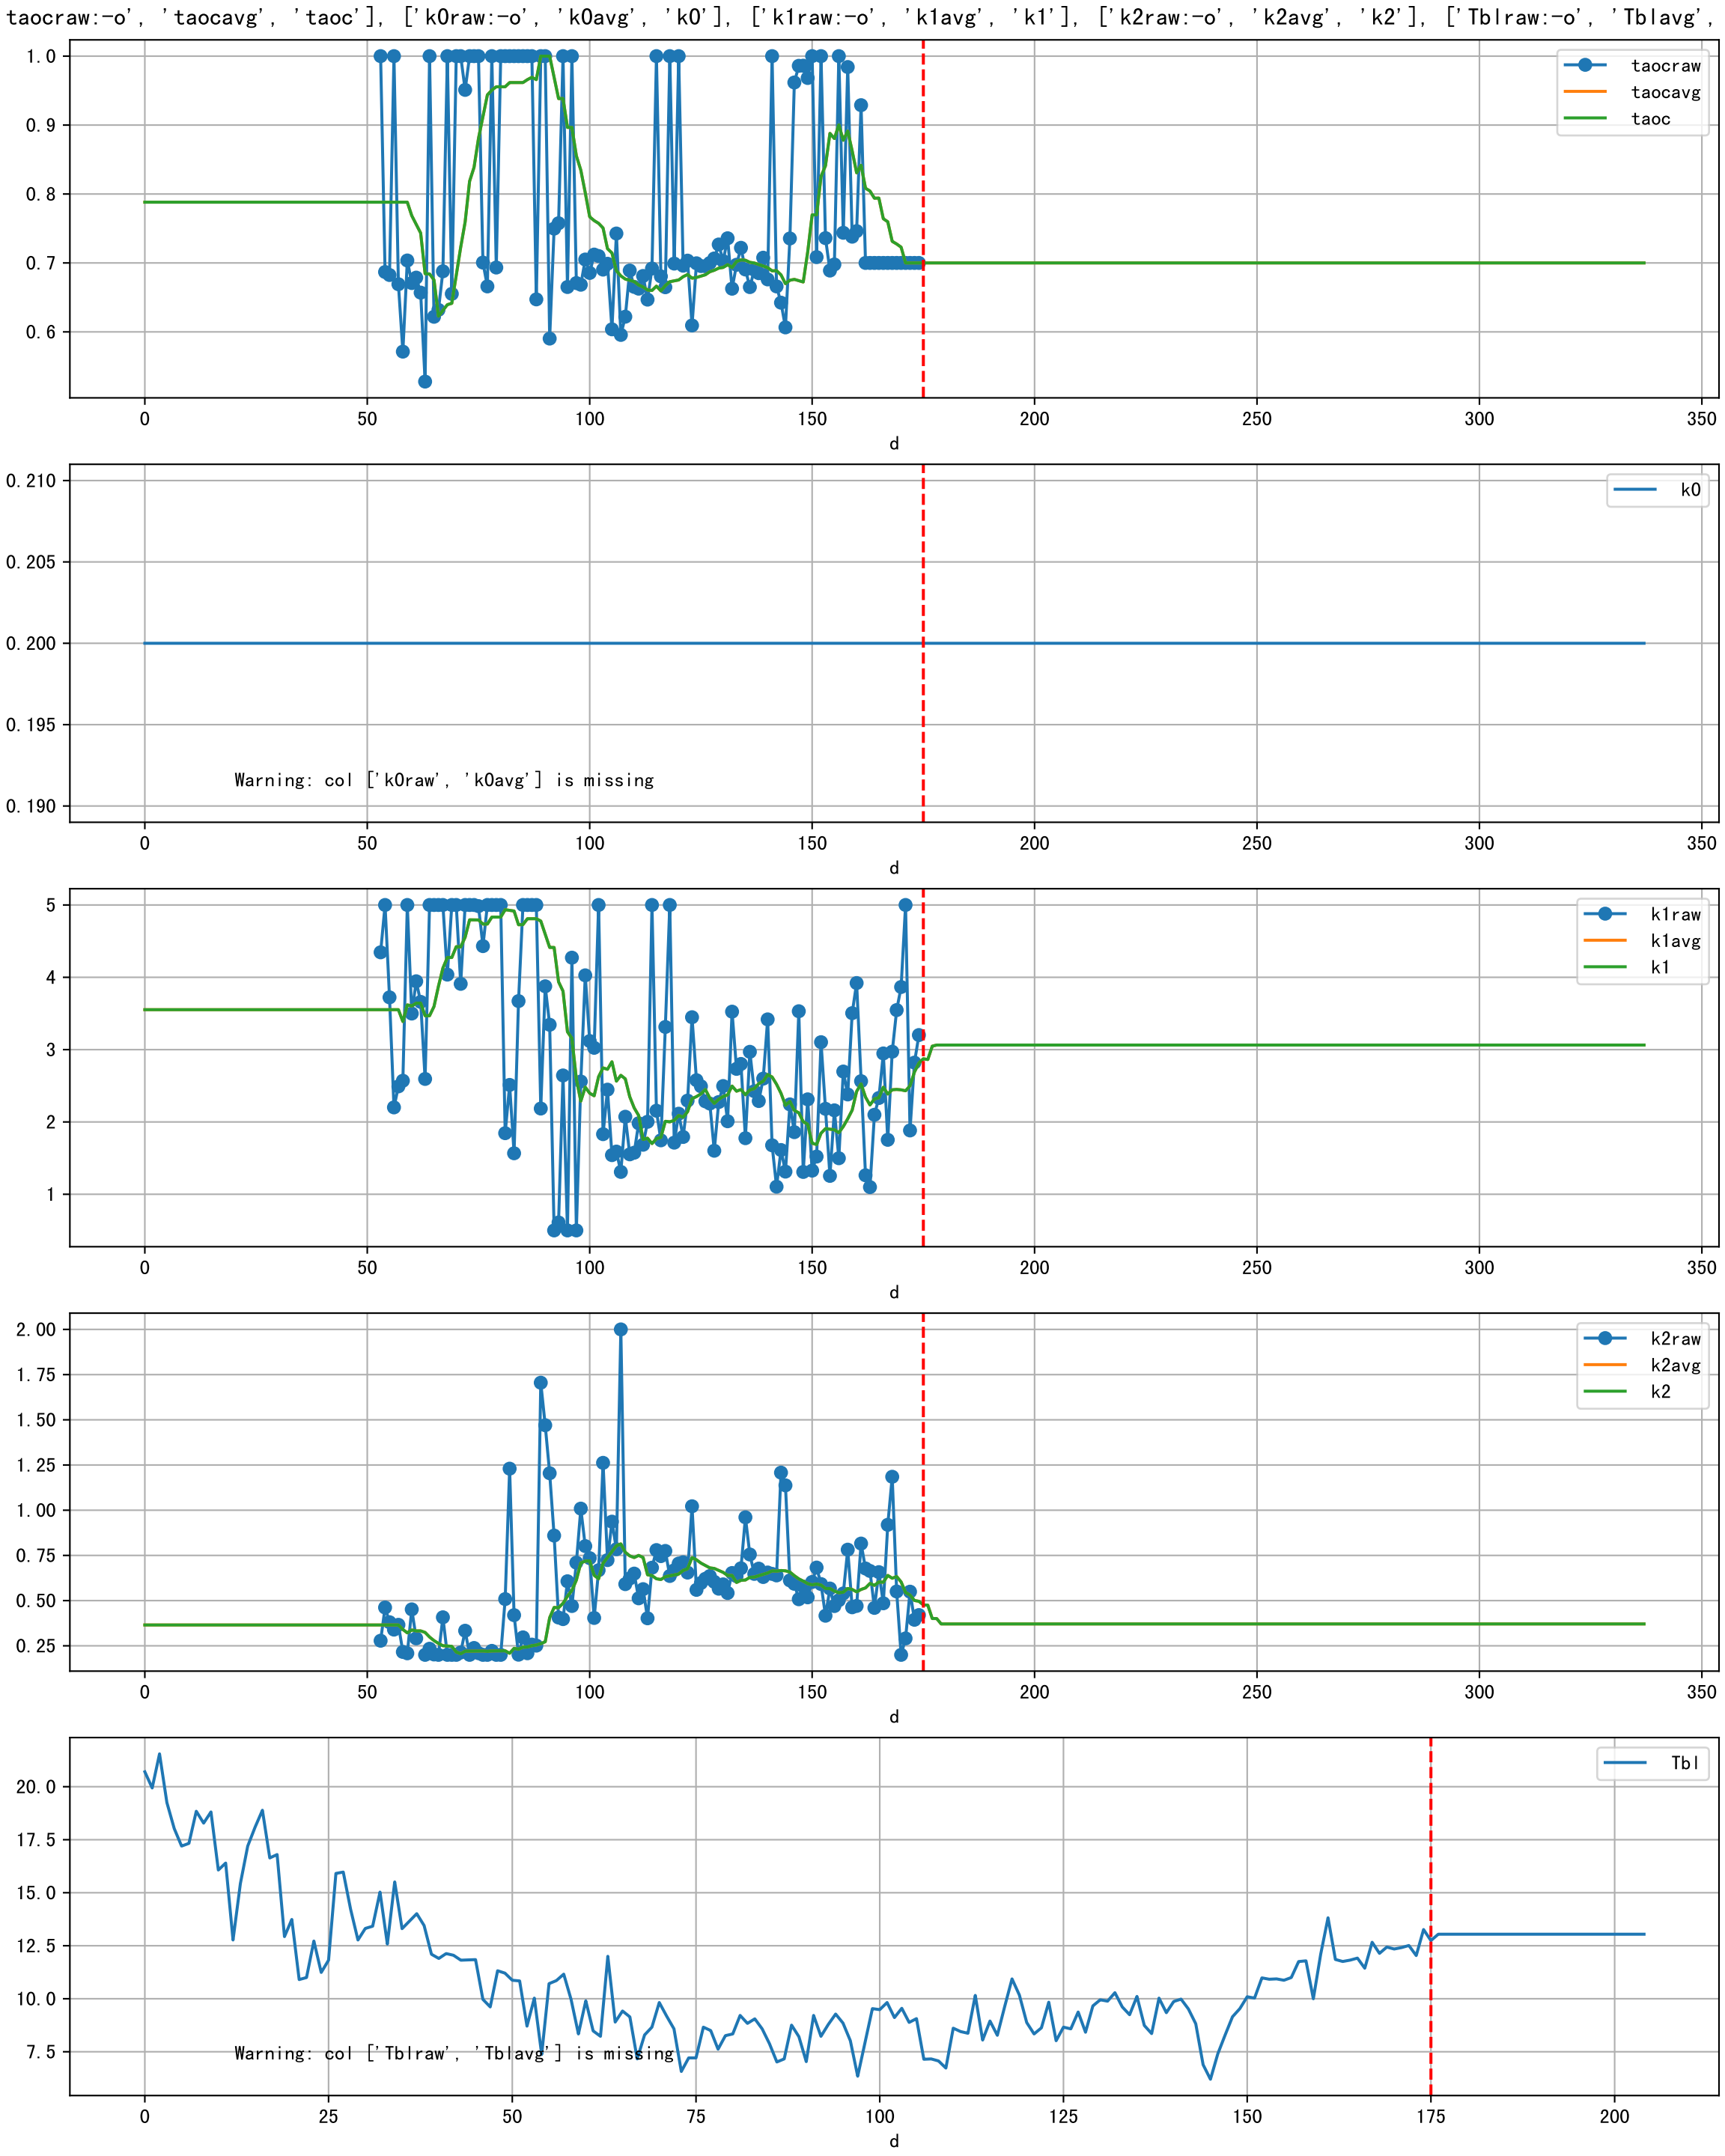 taocraw:-o', 'taocavg', 'taoc'], ['k0raw:-o', 'k0avg', 'k0'], ['k1raw:-o', 'k1avg', 'k1'], ['k2raw:-o', 'k2avg', 'k2'], ['Tblraw:-o', 'Tblavg',
1.0
0.9
0.8
0.7
0.6
taocraw
taocavg
taoc
0 50 100 150 200 250 300 350
d
0.210
0.205
0.200
0.195
0.190
k0
Warning: col ['k0raw', 'k0avg'] is missing
0 50 100 150 200 250 300 350
d
5
4
3
2
1
k1raw
k1avg
k1
0 50 100 150 200 250 300 350
d
2.00
1.75
1.50
1.25
1.00
0.75
0.50
0.25
k2raw
k2avg
k2
0 50 100 150 200 250 300 350
d
20.0
17.5
15.0
12.5
10.0
7.5
Tbl
Warning: col ['Tblraw', 'Tblavg'] is missing
0 25 50 75 100 125 150 175 200
d